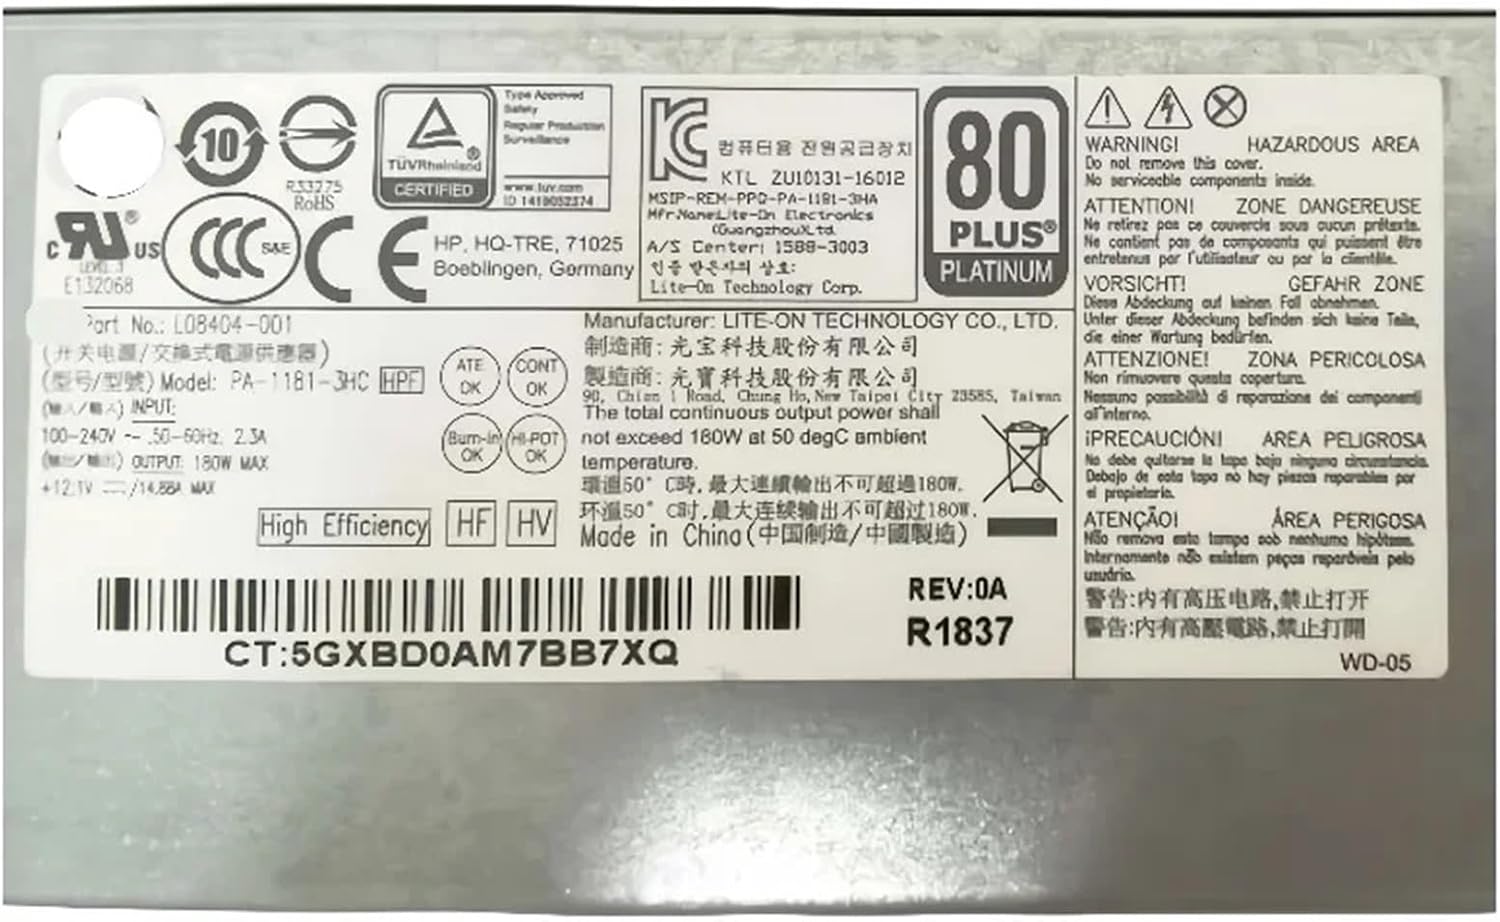 10
R33275
RoHS
TÜVRheinland®
CERTIFIED
Type Approved
Safety
Regular Production
Surveillance
www.tuv.com
ID 1419052374
컴퓨터용 전원공급장치
KTL ZU10131-16012
MSIP-REM-PPQ-PA-1181-3HA
Mfr.Name:Lite-On Electronics
(Guangzhou)Ltd.
A/S Center: 1588-3003
인증 받은자의 상호:
Lite-On Technology Corp.
80
PLUS®
PLATINUM
c US ®
LEVEL 3
E132068
CCC S&E
CE
HP, HQ-TRE, 71025
Boeblingen, Germany
Part No.: L08404-001
(开关电源/交換式電源供應器)
(型号/型號) Model: PA-1181-3HC HPF
(输入/輸入) INPUT:
100-240V ~ 50-60Hz, 2.3A
(输出/輸出) OUTPUT: 180W MAX
+12.1V ⎓/14.88A MAX
ATE OK
CONT OK
Burn-in OK
HI-POT OK
High Efficiency
HF
HV
Manufacturer: LITE-ON TECHNOLOGY CO., LTD.
制造商: 光宝科技股份有限公司
製造商: 光寶科技股份有限公司
90, Chien 1 Road, Chung Ho, New Taipei City 23585, Taiwan
The total continuous output power shall
not exceed 180W at 50 degC ambient
temperature.
環溫50° C時, 最大連續輸出不可超過180W.
环温50° C时, 最大连续输出不可超过180W.
Made in China(中国制造/中國製造)
CT:5GXBD0AM7BB7XQ
REV:0A
R1837
WARNING! HAZARDOUS AREA
Do not remove this cover.
No serviceable components inside.
ATTENTION! ZONE DANGEREUSE
Ne retirez pas ce couvercle sous aucun prétexte.
Ne contient pas de composants qui puissent être
entretenus par l'utilisateur ou par la clientèle.
VORSICHT! GEFAHR ZONE
Diese Abdeckung auf keinen Fall abnehmen.
Unter dieser Abdeckung befinden sich keine Teile,
die einer Wartung bedürfen.
ATTENZIONE! ZONA PERICOLOSA
Non rimuovere questa copertura.
Nessuna possibilità di riparazione dei componenti
all'interno.
¡PRECAUCIÓN! AREA PELIGROSA
No debe quitarse la tapa bajo ninguna circunstancia.
Debajo de esta tapa no hay piezas reparables por
el propietario.
ATENÇÃO! ÁREA PERIGOSA
Não remova esta tampa sob nenhuma hipótese.
Internamente não existem peças reparáveis pelo
usuário.
警告:内有高压电路,禁止打开
警告:內有高壓電路,禁止打開
WD-05